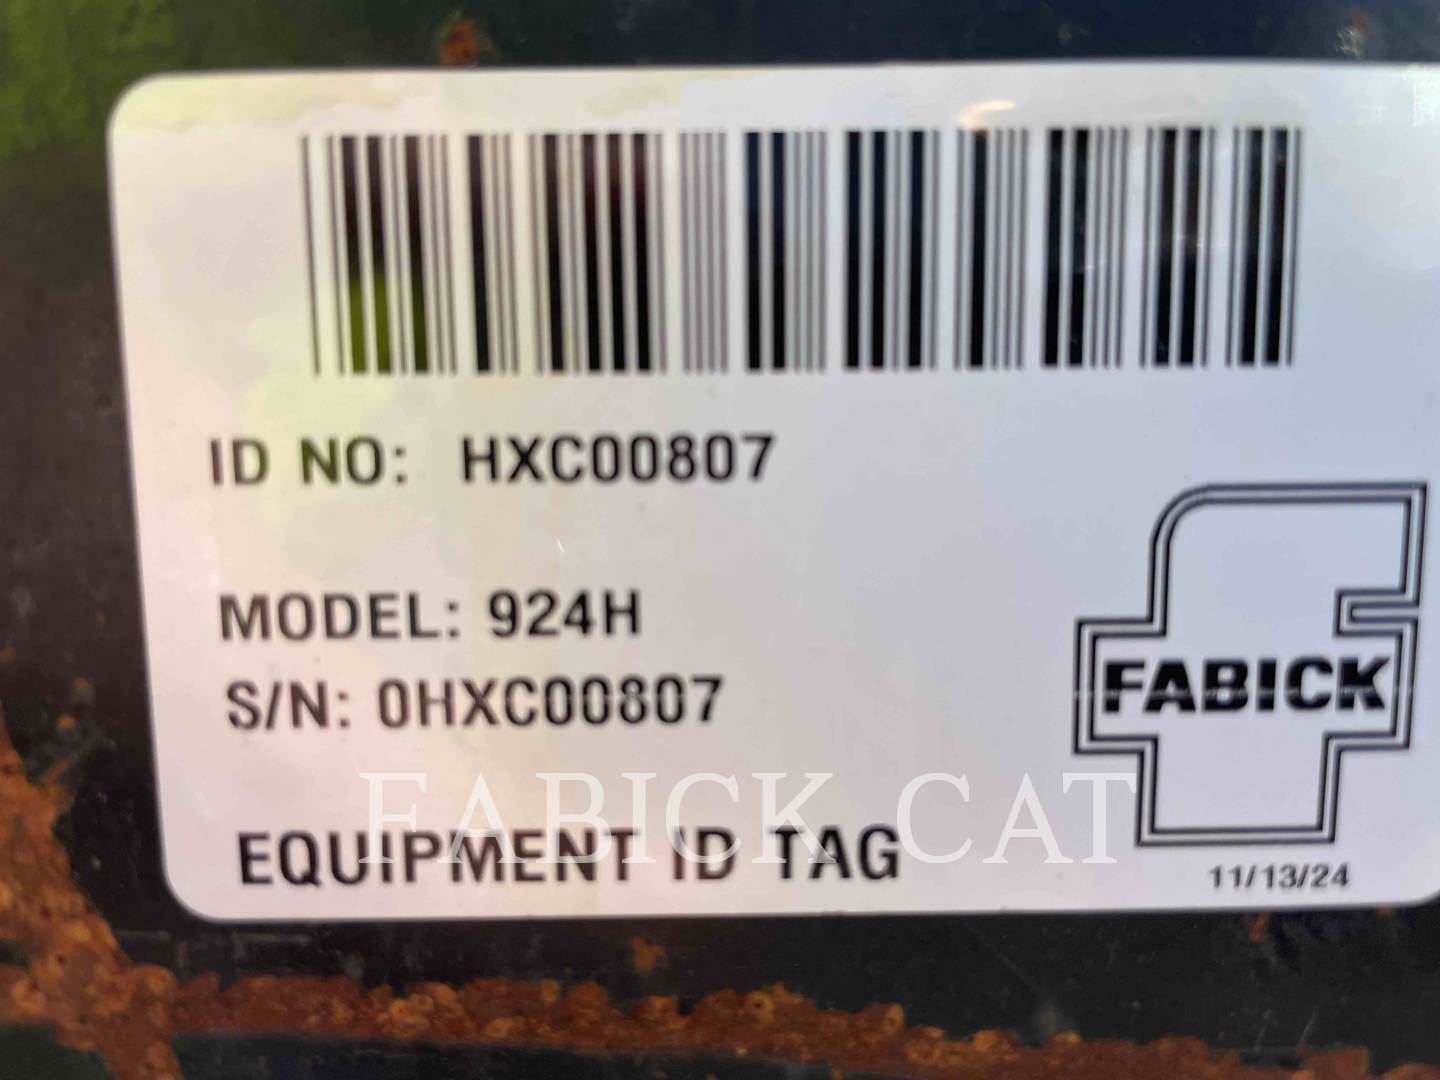 ID NO: HXC00807
MODEL: 924H
S/N: 0HXC00807
FABICK
FABICK CAT
EQUIPMENT ID TAG
11/13/24